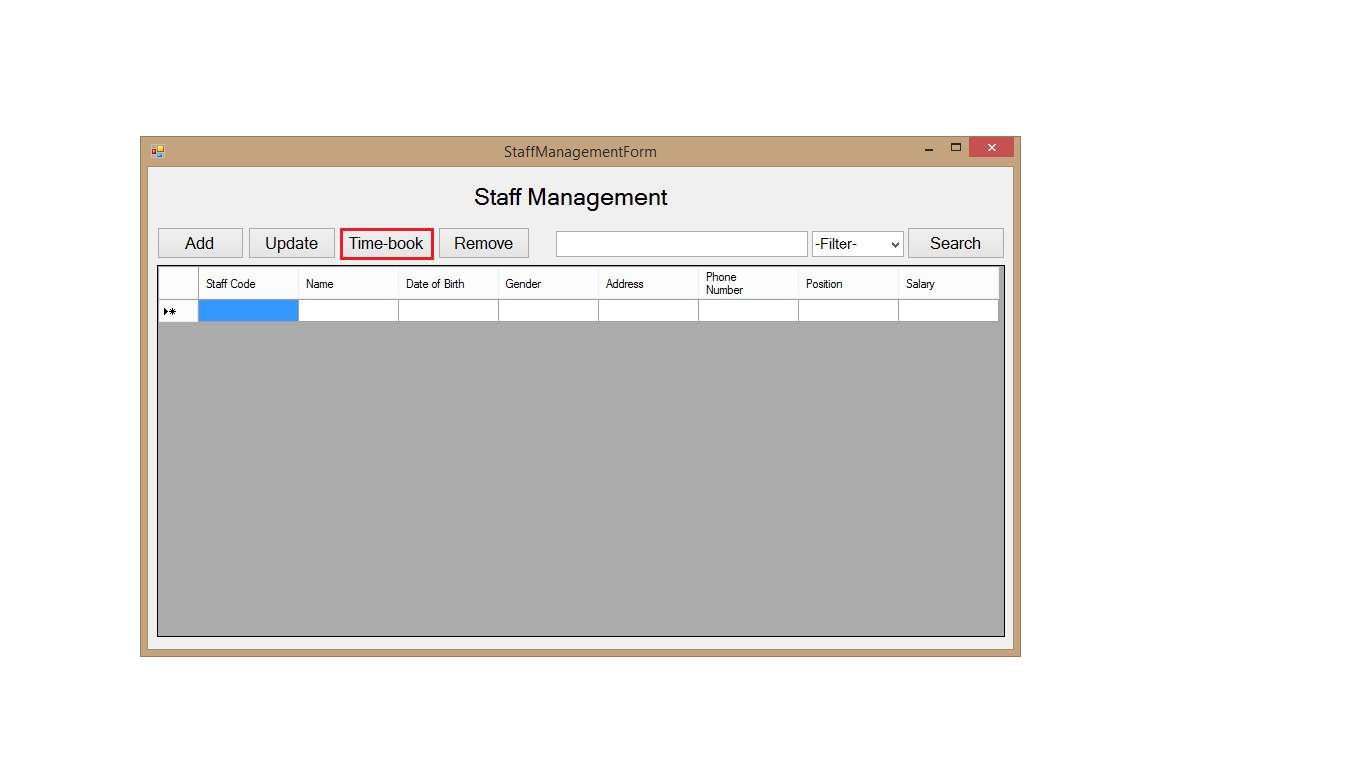 StaffManagementForm
Staff Management
Add Update Time-book Remove -Filter- Search
Staff Code Name Date of Birth Gender Address Phone Number Position Salary